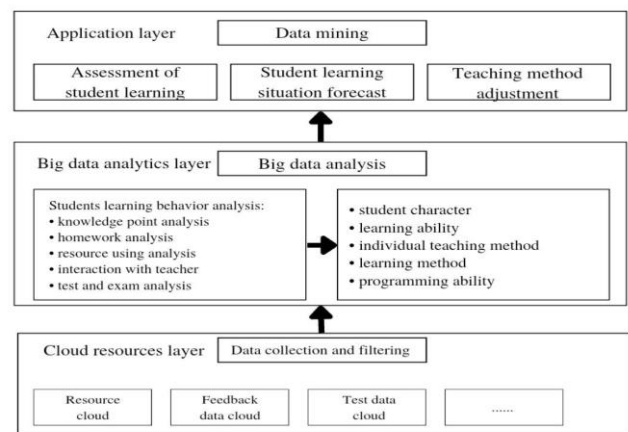 Application layer
Data mining
Assessment of
student learning
Student learning
situation forecast
Teaching method
adjustment
Big data analytics layer
Big data analysis
Students learning behavior analysis:
• knowledge point analysis
• homework analysis
• resource using analysis
• interaction with teacher
• test and exam analysis
• student character
• learning ability
• individual teaching method
• learning method
• programming ability
Cloud resources layer
Data collection and filtering
Resource
cloud
Feedback
data cloud
Test data
cloud
......